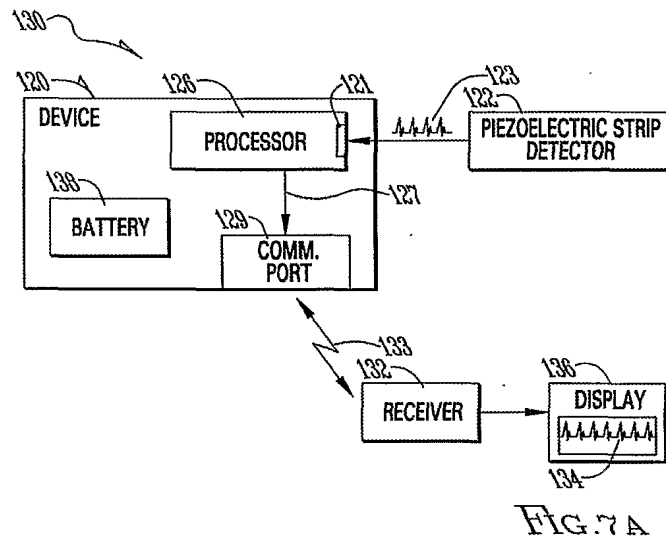 130
120
126
121
123
122
DEVICE
PROCESSOR
PIEZOELECTRIC STRIP
DETECTOR
138
BATTERY
127
129
COMM.
PORT
133
132
RECEIVER
136
DISPLAY
134
FIG. 7A